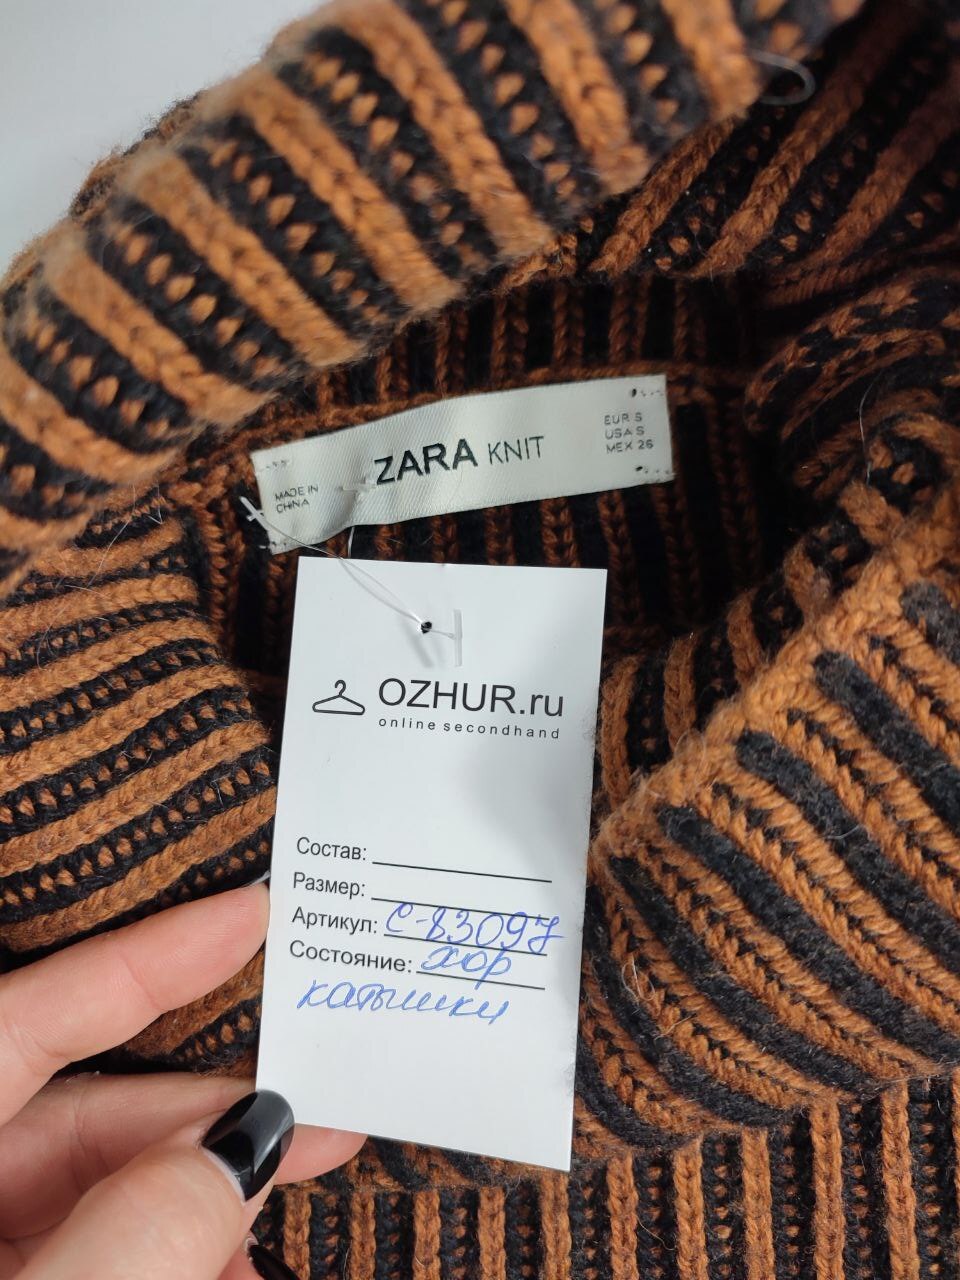 MADE IN
CHINA
ZARA KNIT
EUR S
USA S
MEX 26
OZHUR.ru
online secondhand
Состав:
Размер:
Артикул: С-83097
Состояние: хор
катышки